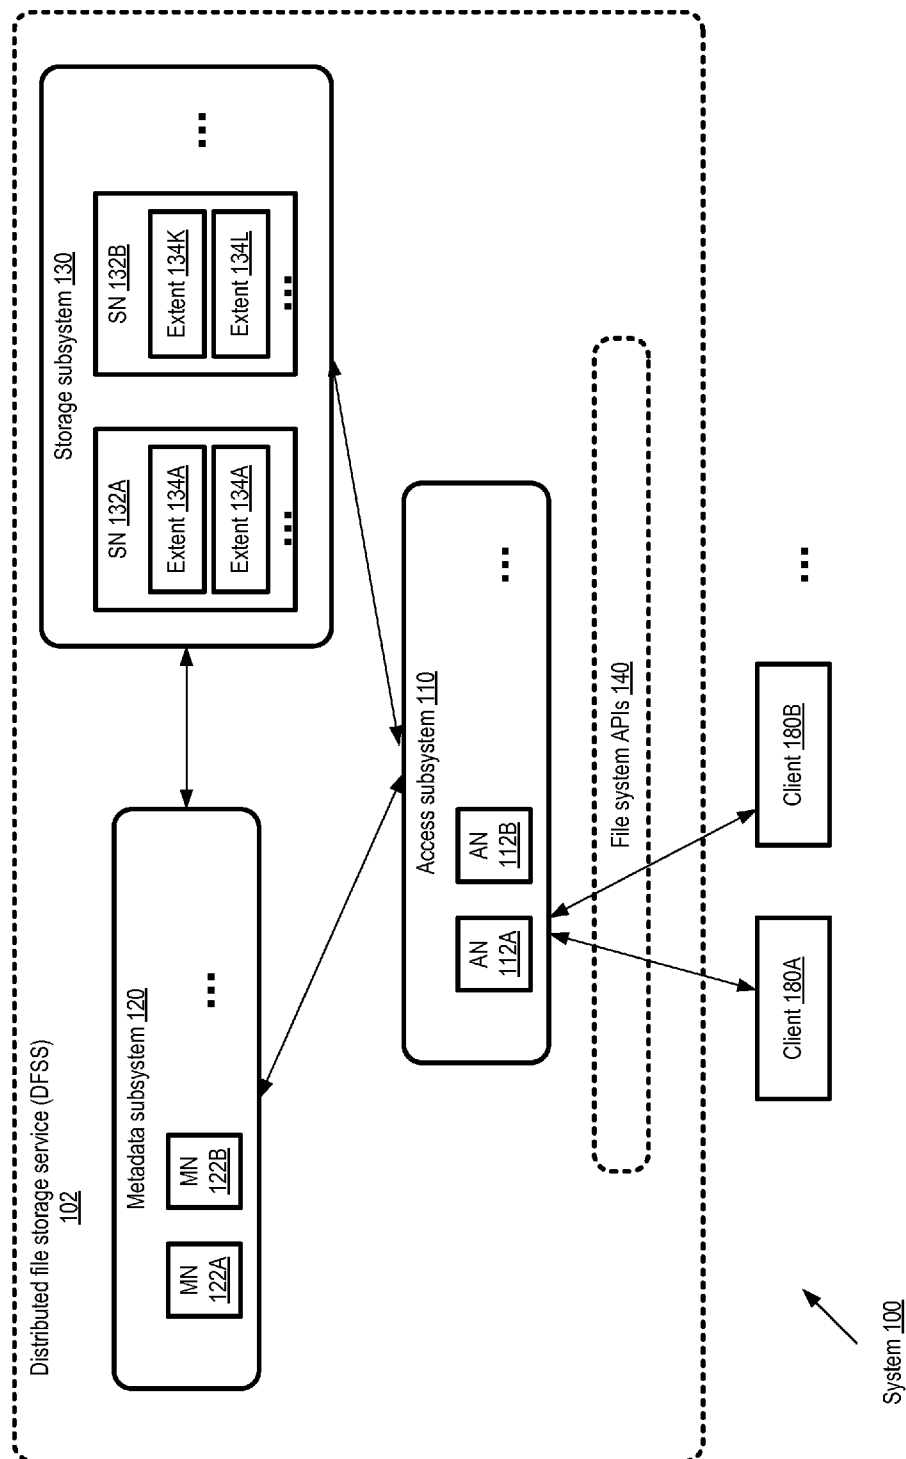 Distributed file storage service (DFSS)
102
Metadata subsystem 120
MN
122A
MN
122B
...
Storage subsystem 130
SN 132A
Extent 134A
Extent 134A
...
SN 132B
Extent 134K
Extent 134L
...
...
Access subsystem 110
AN
112A
AN
112B
...
File system APIs 140
Client 180A
Client 180B
...
System 100